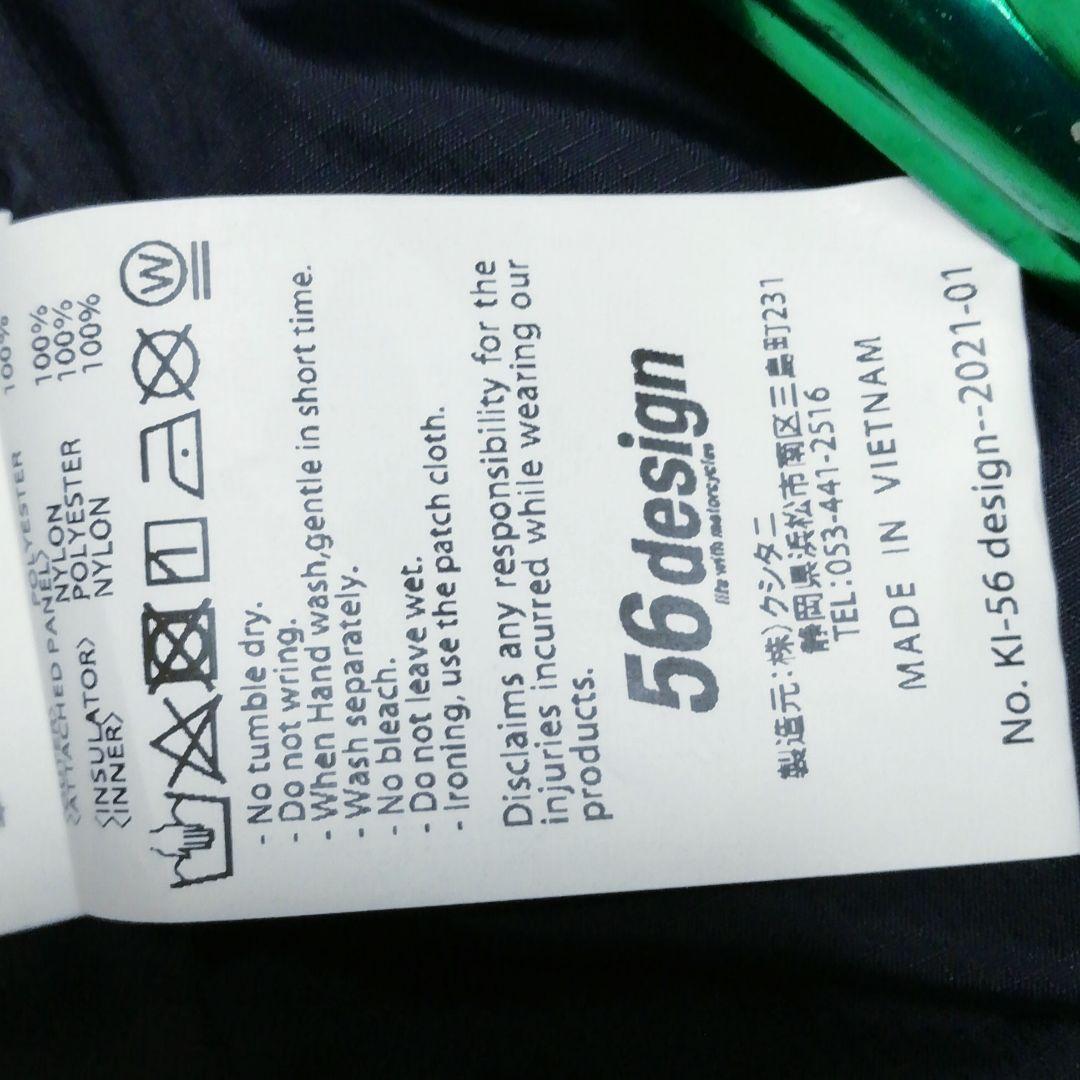 POLYESTER 100%
<ATTACHED PANEL>
NYLON 100%
<INSULATOR> POLYESTER 100%
<INNER> NYLON 100%
W
- No tumble dry.
- Do not wring.
- When Hand wash,gentle in short time.
- Wash separately.
- No bleach.
- Do not leave wet.
- Ironing, use the patch cloth.
Disclaims any responsibility for the
injuries incurred while wearing our
products.
56design
life with motorcycles
製造元:(株)クシタニ
静岡県浜松市南区三島町231
TEL:053-441-2516
MADE IN VIETNAM
No. KI-56 design--2021-01